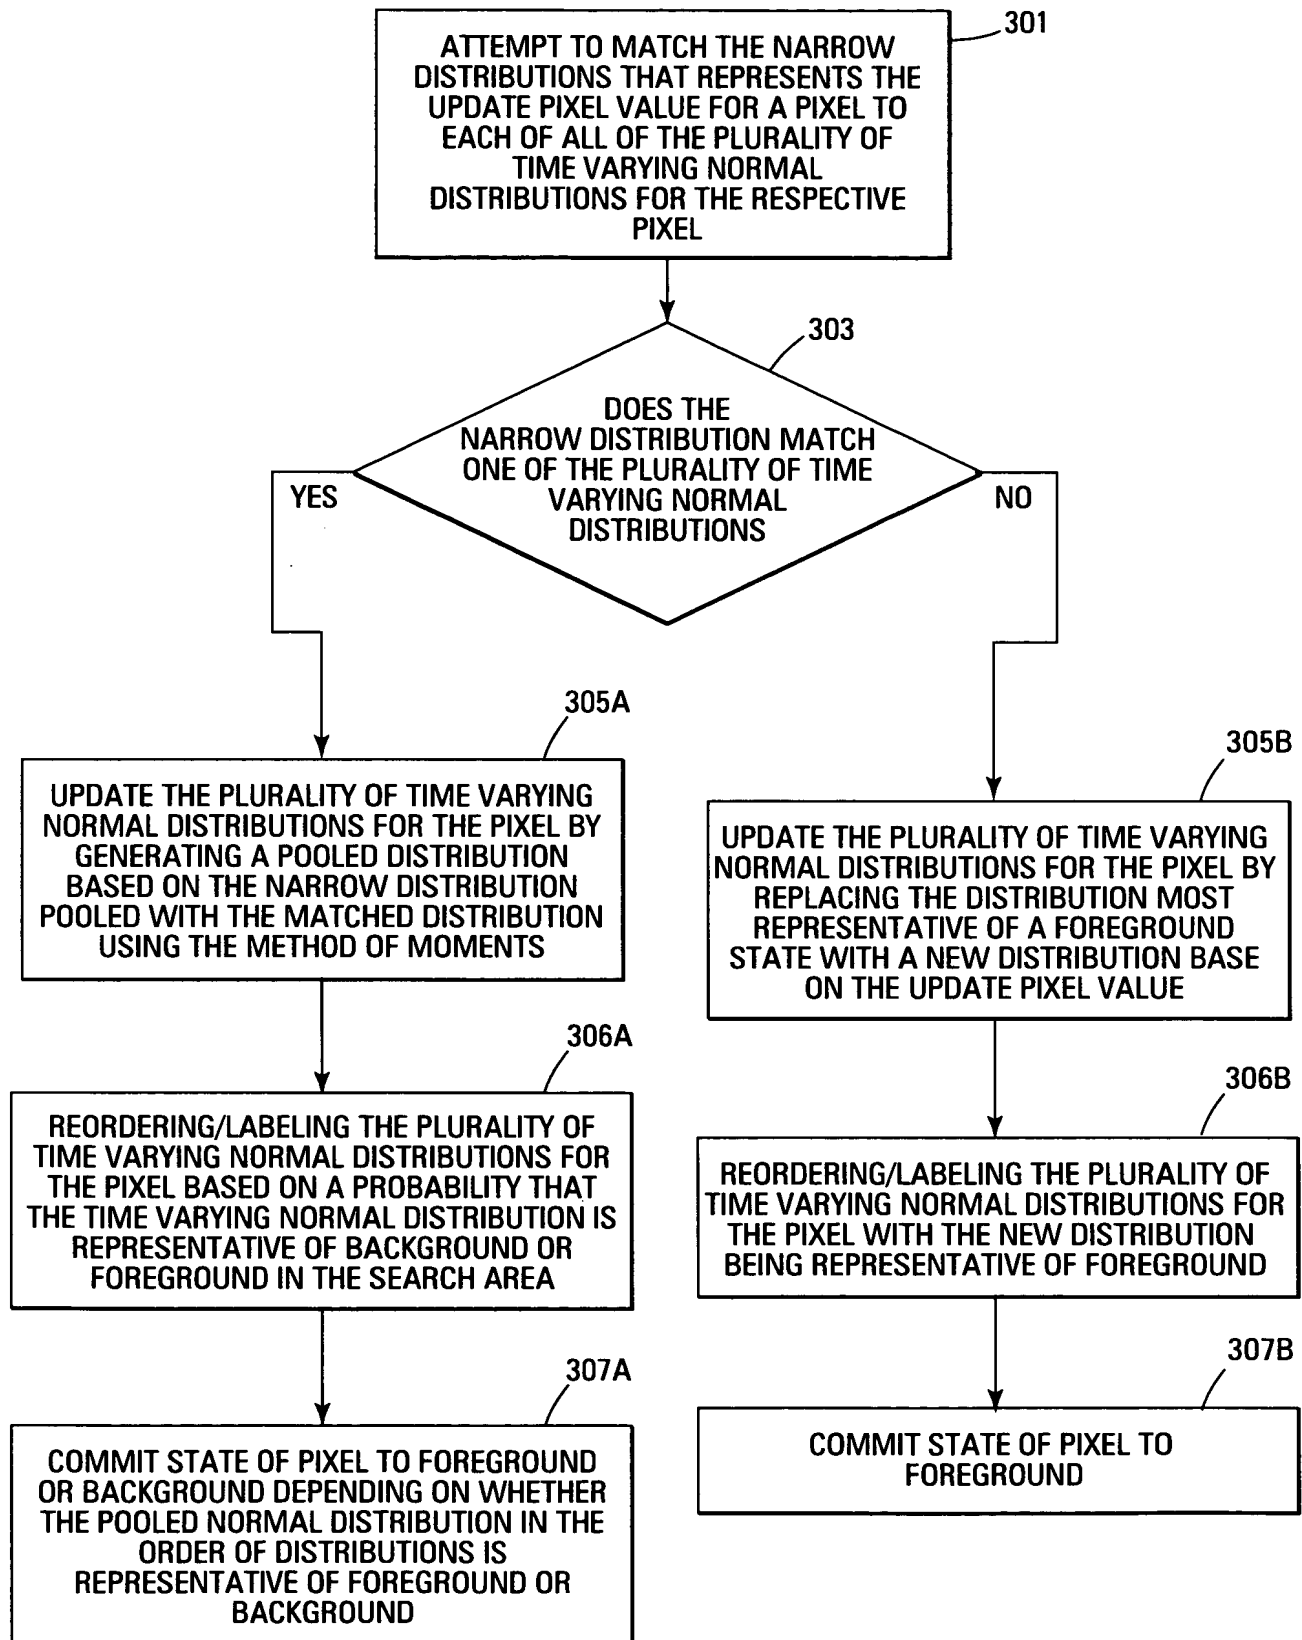 301
ATTEMPT TO MATCH THE NARROW
DISTRIBUTIONS THAT REPRESENTS THE
UPDATE PIXEL VALUE FOR A PIXEL TO
EACH OF ALL OF THE PLURALITY OF
TIME VARYING NORMAL
DISTRIBUTIONS FOR THE RESPECTIVE
PIXEL
303
DOES THE
NARROW DISTRIBUTION MATCH
ONE OF THE PLURALITY OF TIME
VARYING NORMAL
DISTRIBUTIONS
YES
NO
305A
UPDATE THE PLURALITY OF TIME VARYING
NORMAL DISTRIBUTIONS FOR THE PIXEL BY
GENERATING A POOLED DISTRIBUTION
BASED ON THE NARROW DISTRIBUTION
POOLED WITH THE MATCHED DISTRIBUTION
USING THE METHOD OF MOMENTS
305B
UPDATE THE PLURALITY OF TIME VARYING
NORMAL DISTRIBUTIONS FOR THE PIXEL BY
REPLACING THE DISTRIBUTION MOST
REPRESENTATIVE OF A FOREGROUND
STATE WITH A NEW DISTRIBUTION BASE
ON THE UPDATE PIXEL VALUE
306A
REORDERING/LABELING THE PLURALITY OF
TIME VARYING NORMAL DISTRIBUTIONS FOR
THE PIXEL BASED ON A PROBABILITY THAT
THE TIME VARYING NORMAL DISTRIBUTION IS
REPRESENTATIVE OF BACKGROUND OR
FOREGROUND IN THE SEARCH AREA
306B
REORDERING/LABELING THE PLURALITY OF
TIME VARYING NORMAL DISTRIBUTIONS FOR
THE PIXEL WITH THE NEW DISTRIBUTION
BEING REPRESENTATIVE OF FOREGROUND
307A
COMMIT STATE OF PIXEL TO FOREGROUND
OR BACKGROUND DEPENDING ON WHETHER
THE POOLED NORMAL DISTRIBUTION IN THE
ORDER OF DISTRIBUTIONS IS
REPRESENTATIVE OF FOREGROUND OR
BACKGROUND
307B
COMMIT STATE OF PIXEL TO
FOREGROUND